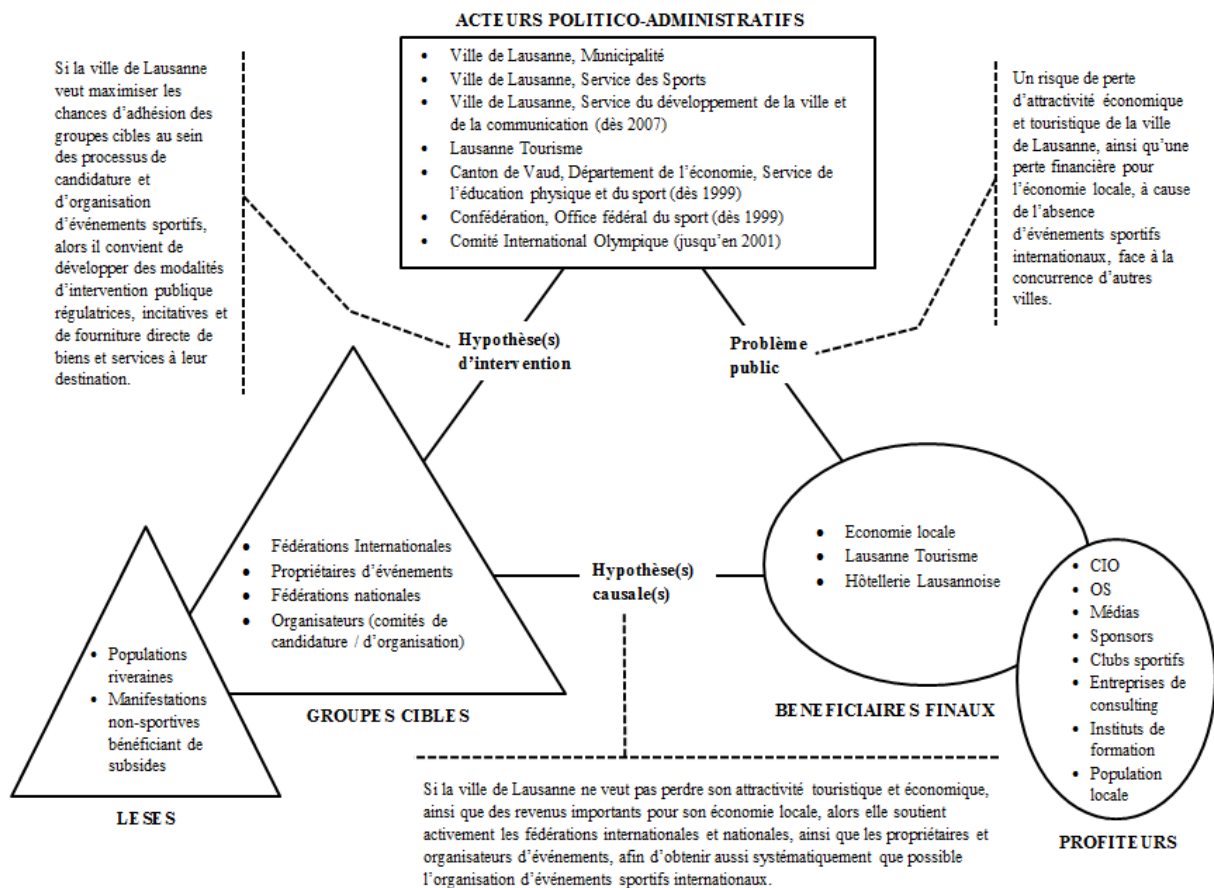 ACTEURS POLITICO-ADMINISTRATIFS
• Ville de Lausanne, Municipalité
• Ville de Lausanne, Service des Sports
• Ville de Lausanne, Service du développement de la ville et
de la communication (dès 2007)
• Lausanne Tourisme
• Canton de Vaud, Département de l'économie, Service de
l'éducation physique et du sport (dès 1999)
• Confédération, Office fédéral du sport (dès 1999)
• Comité International Olympique (jusqu'en 2001)
Si la ville de Lausanne
veut maximiser les
chances d'adhésion des
groupes cibles au sein
des processus de
candidature et
d'organisation
d'événements sportifs,
alors il convient de
développer des modalités
d'intervention publique
régulatrices, incitatives et
de fourniture directe de
biens et services à leur
destination.
Un risque de perte
d'attractivité économique
et touristique de la ville
de Lausanne, ainsi qu'une
perte financière pour
l'économie locale, à cause
de l'absence
d'événements sportifs
internationaux, face à la
concurrence d'autres
villes.
Hypothèse(s)
d'intervention
Problème
public
• Fédérations Internationales
• Propriétaires d'événements
• Fédérations nationales
• Organisateurs (comités de
candidature / d'organisation)
GROUPES CIBLES
Hypothèse(s)
causale(s)
• Economie locale
• Lausanne Tourisme
• Hôtellerie Lausannoise
BENEFICIAIRES FINAUX
• Populations
riveraines
• Manifestations
non-sportives
bénéficiant de
subsides
LESES
• CIO
• OS
• Médias
• Sponsors
• Clubs sportifs
• Entreprises de
consulting
• Instituts de
formation
• Population
locale
PROFITEURS
Si la ville de Lausanne ne veut pas perdre son attractivité touristique et économique,
ainsi que des revenus importants pour son économie locale, alors elle soutient
activement les fédérations internationales et nationales, ainsi que les propriétaires et
organisateurs d'événements, afin d'obtenir aussi systématiquement que possible
l'organisation d'événements sportifs internationaux.